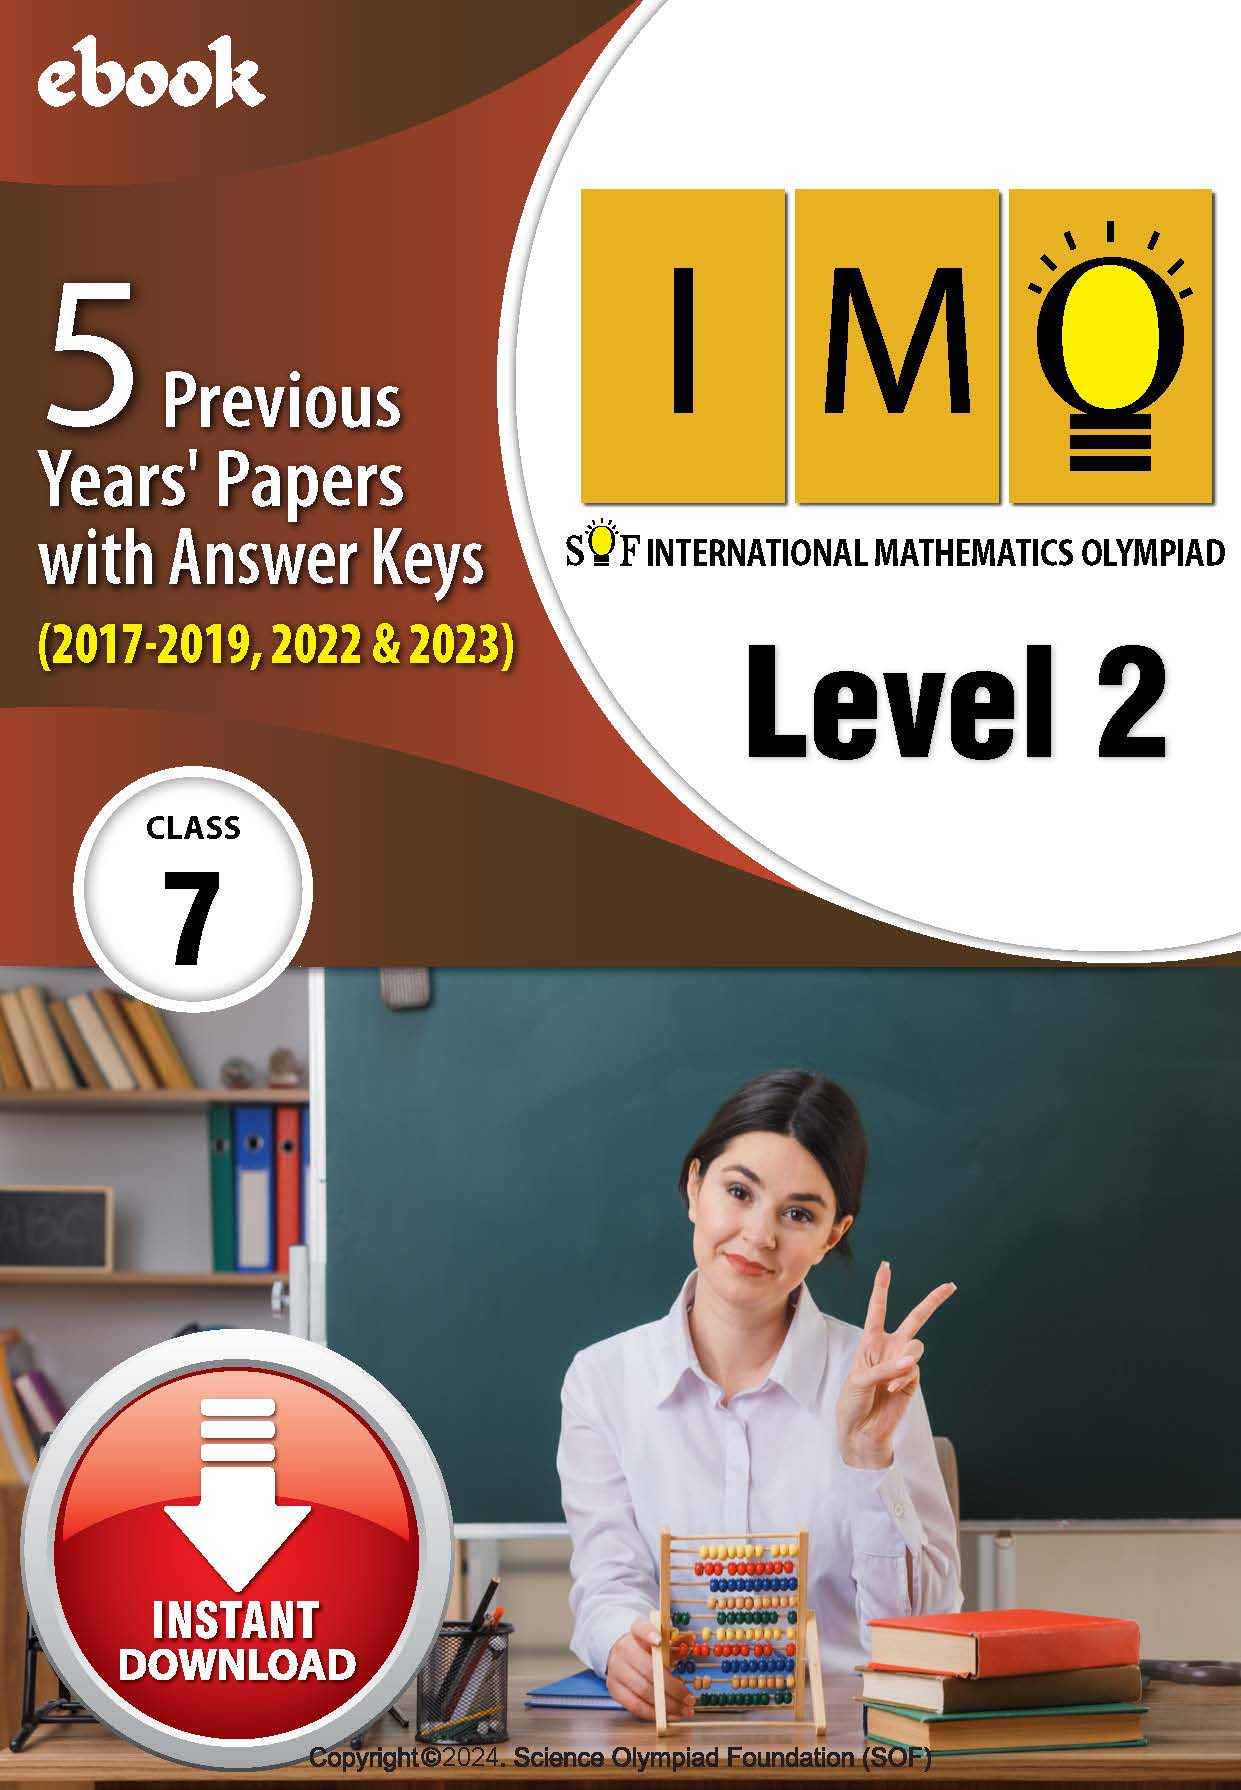 ebook
5 Previous
Years' Papers
with Answer Keys
(2017-2019, 2022 & 2023)
IMO
SOF INTERNATIONAL MATHEMATICS OLYMPIAD
Level 2
CLASS
7
ABC
INSTANT
DOWNLOAD
Copyright©2024. Science Olympiad Foundation (SOF)